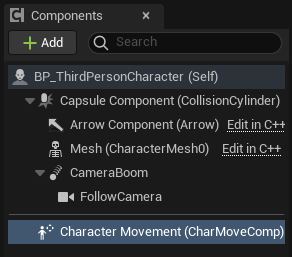 Components
Add
Search
BP_ThirdPersonCharacter (Self)
Capsule Component (CollisionCylinder)
Arrow Component (Arrow) Edit in C++
Mesh (CharacterMesh0) Edit in C++
CameraBoom
FollowCamera
Character Movement (CharMoveComp)